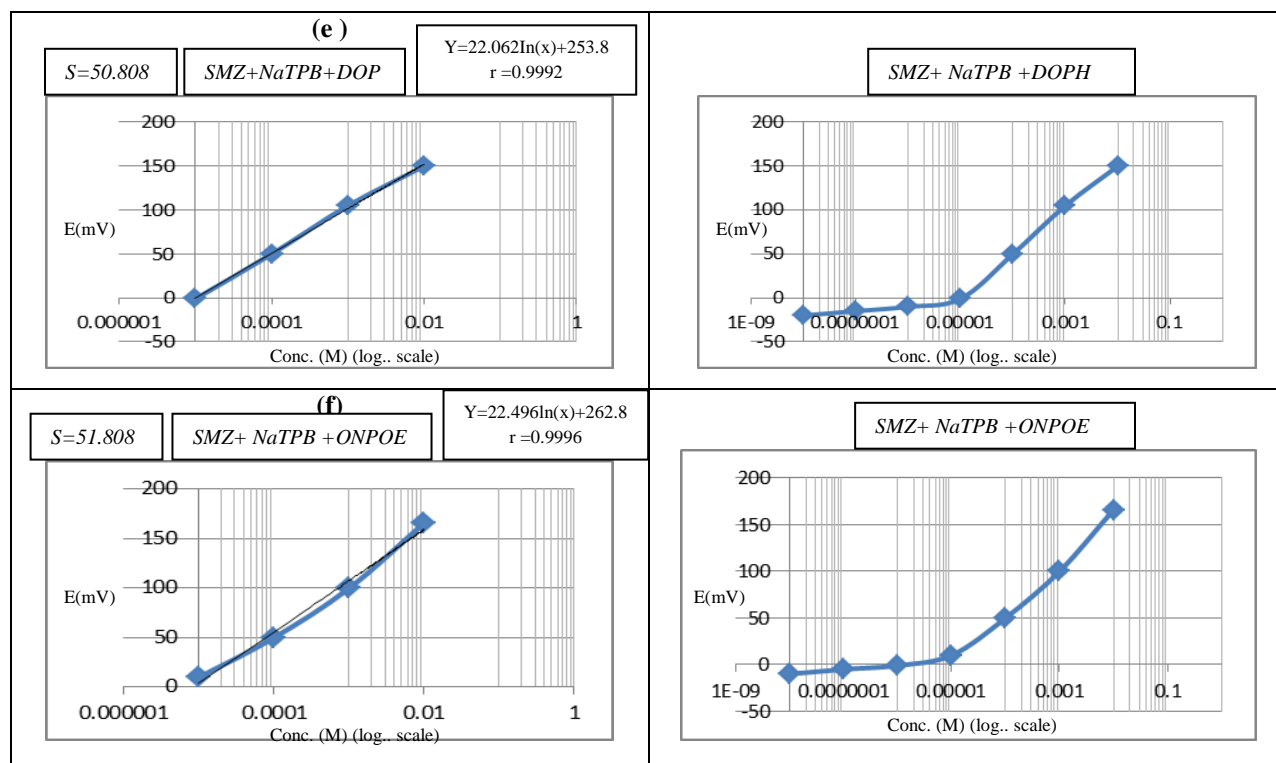 (e )
Y=22.062In(x)+253.8
r =0.9992
S=50.808
SMZ+NaTPB+DOP
200
150
100
50
0
-50
E(mV)
0.000001
0.0001
0.01
1
Conc. (M) (log.. scale)
SMZ+ NaTPB +DOPH
200
150
100
50
0
-50
E(mV)
1E-09
0.0000001
0.00001
0.001
0.1
Conc. (M) (log.. scale)
(f)
Y=22.496ln(x)+262.8
r =0.9996
S=51.808
SMZ+ NaTPB +ONPOE
200
150
100
50
0
E(mV)
0.000001
0.0001
0.01
1
Conc. (M) (log.. scale)
SMZ+ NaTPB +ONPOE
200
150
100
50
0
-50
E(mV)
1E-09
0.0000001
0.00001
0.001
0.1
Conc. (M) (log.. scale)